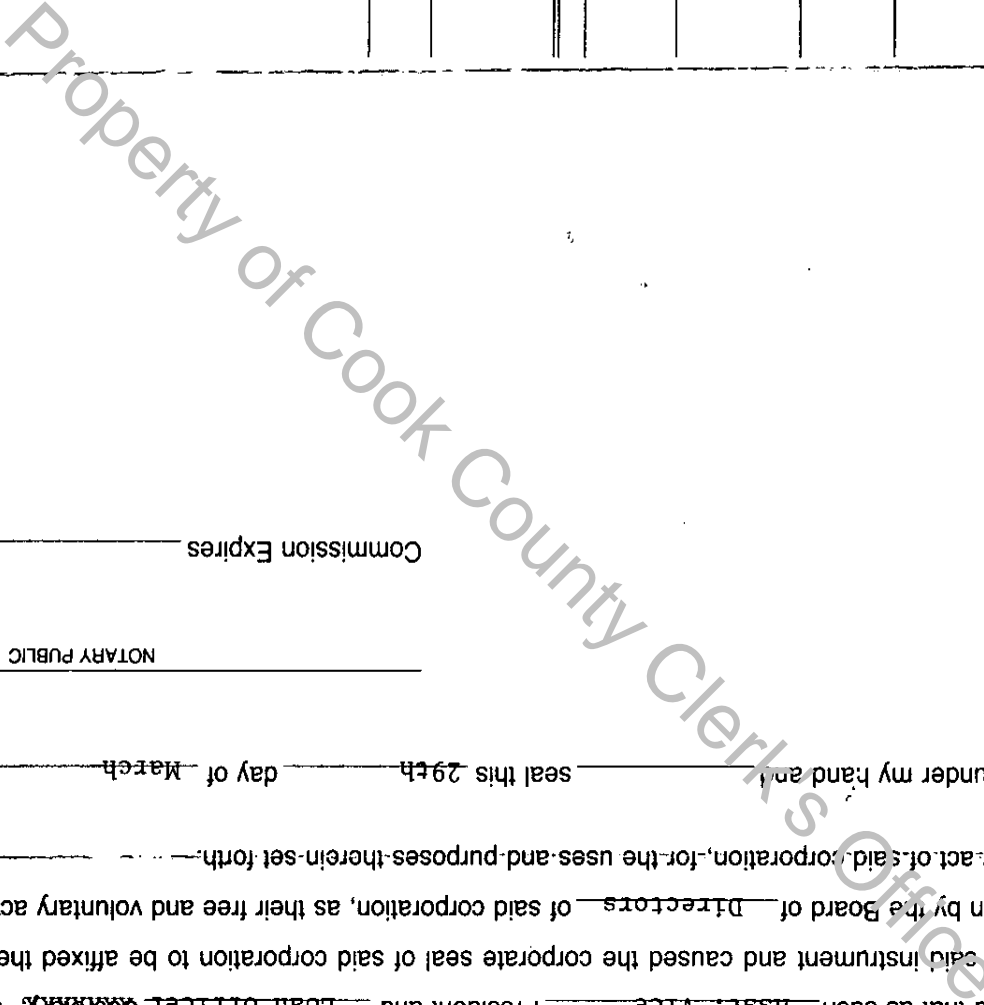 that as such Asst. Vice President and Loan Officer
said instrument and caused the corporate seal of said corporation to be affixed the
by the Board of Directors of said corporation, as their free and voluntary ac
act of said corporation, for the uses and purposes therein set forth.
under my hand and seal this 29th day of March
NOTARY PUBLIC
Commission Expires
Property of Cook County Clerk's Office